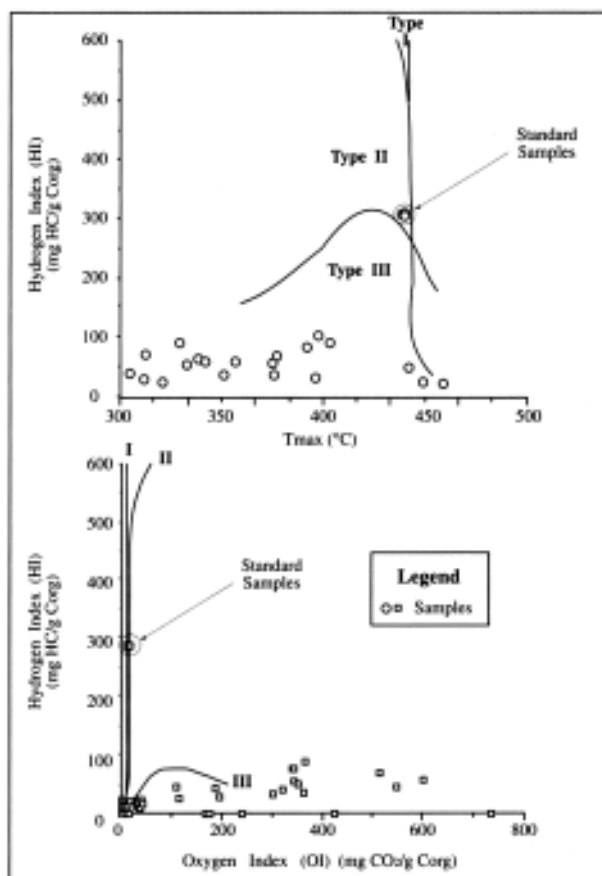 Type
I
600
500
400
300
200
100
0
Hydrogen Index (HI)
(mg HC/g Corg)
Type II
Type III
Standard
Samples
300
350
400
450
500
Tmax (°C)
I
II
600
500
400
300
200
100
0
Hydrogen Index (HI)
(mg HC/g Corg)
Standard
Samples
Legend
Samples
III
0
200
400
600
800
Oxygen Index (OI) (mg CO₂/g Corg)